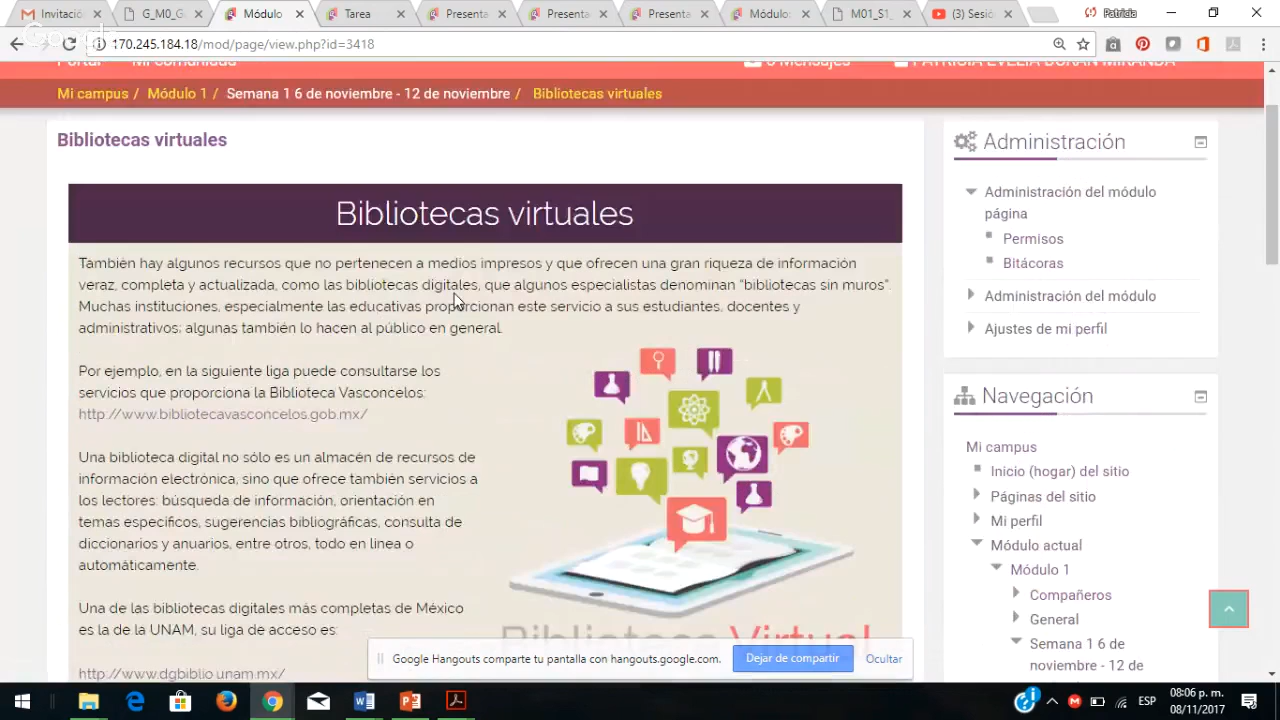 Invitació
G_M0_G
Módulo
Tarea
Presenta
Presenta
Presenta
Módulo:
M01_S1_
(3) Sesió
Patricia
170.245.184.18/mod/page/view.php?id=3418
PATRICIA EVELIA DURAN MIRANDA
Mi campus / Módulo 1 / Semana 1 6 de noviembre - 12 de noviembre / Bibliotecas virtuales
Bibliotecas virtuales
Bibliotecas virtuales
También hay algunos recursos que no pertenecen a medios impresos y que ofrecen una gran riqueza de información
veraz, completa y actualizada, como las bibliotecas digitales, que algunos especialistas denominan "bibliotecas sin muros".
Muchas instituciones, especialmente las educativas proporcionan este servicio a sus estudiantes, docentes y
administrativos; algunas también lo hacen al público en general.
Por ejemplo, en la siguiente liga puede consultarse los
servicios que proporciona la Biblioteca Vasconcelos:
http://www.bibliotecavasconcelos.gob.mx/
Una biblioteca digital no sólo es un almacén de recursos de
información electrónica, sino que ofrece también servicios a
los lectores: búsqueda de información, orientación en
temas específicos, sugerencias bibliográficas, consulta de
diccionarios y anuarios, entre otros, todo en línea o
automáticamente.
Una de las bibliotecas digitales más completas de México
es la de la UNAM, su liga de acceso es:
http://www.dgbiblio.unam.mx/
Biblioteca Virtual
Administración
Administración del módulo
página
Permisos
Bitácoras
Administración del módulo
Ajustes de mi perfil
Navegación
Mi campus
Inicio (hogar) del sitio
Páginas del sitio
Mi perfil
Módulo actual
Módulo 1
Compañeros
General
Semana 1 6 de
noviembre - 12 de
Google Hangouts comparte tu pantalla con hangouts.google.com.
Dejar de compartir
Ocultar
ESP
08:06 p. m.
08/11/2017